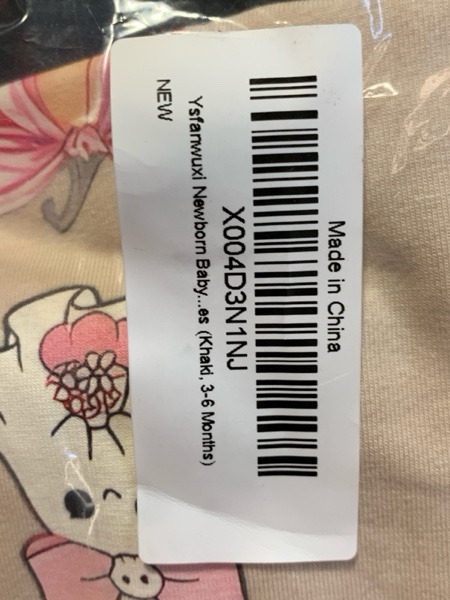 Made in China
X004D3N1NJ
Ysfanwuxi Newborn Baby...es (Khaki, 3-6 Months)
NEW